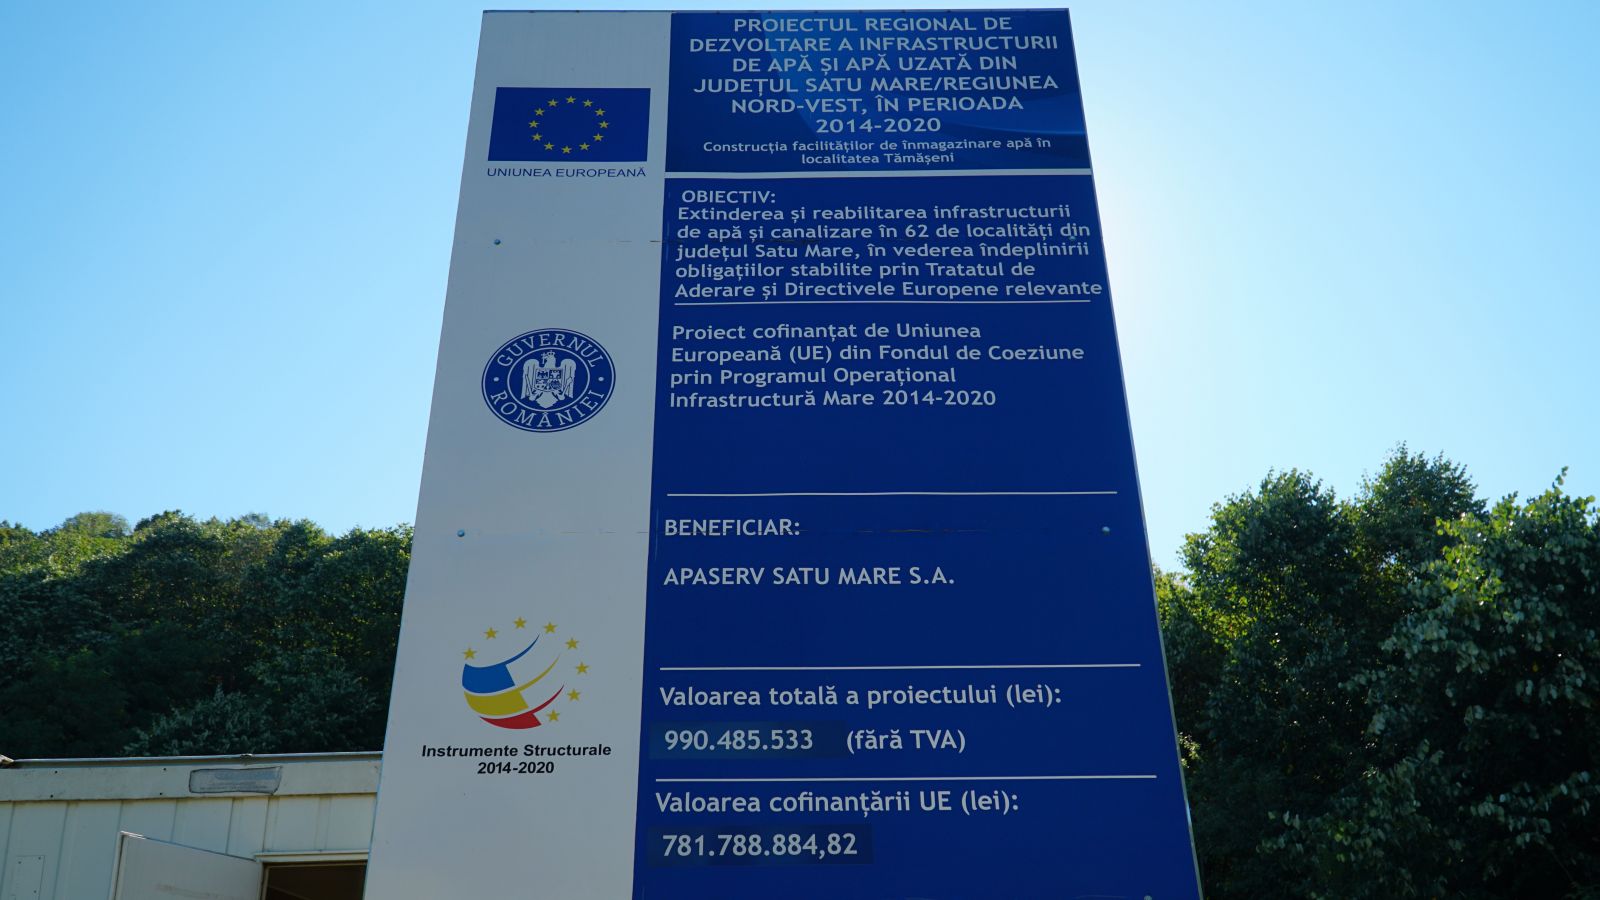 PROIECTUL REGIONAL DE
DEZVOLTARE A INFRASTRUCTURII
DE APĂ ȘI APĂ UZATĂ DIN
JUDEȚUL SATU MARE/REGIUNEA
NORD-VEST, ÎN PERIOADA
2014-2020
Construcția facilităților de înmagazinare apă în
localitatea Tămășeni
UNIUNEA EUROPEANĂ
OBIECTIV:
Extinderea și reabilitarea infrastructurii
de apă și canalizare în 62 de localități din
județul Satu Mare, în vederea îndeplinirii
obligațiilor stabilite prin Tratatul de
Aderare și Directivele Europene relevante
GUVERNUL
ROMÂNIEI
Proiect cofinanțat de Uniunea
Europeană (UE) din Fondul de Coeziune
prin Programul Operațional
Infrastructură Mare 2014-2020
BENEFICIAR:
APASERV SATU MARE S.A.
Instrumente Structurale
2014-2020
Valoarea totală a proiectului (lei):
990.485.533 (fără TVA)
Valoarea cofinanțării UE (lei):
781.788.884,82